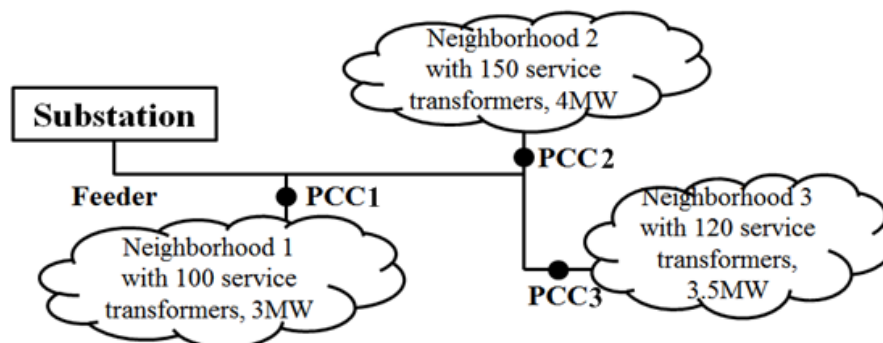 Neighborhood 2
with 150 service
transformers, 4MW
Substation
PCC2
Feeder
PCC1
Neighborhood 1
with 100 service
transformers, 3MW
Neighborhood 3
with 120 service
transformers,
3.5MW
PCC3